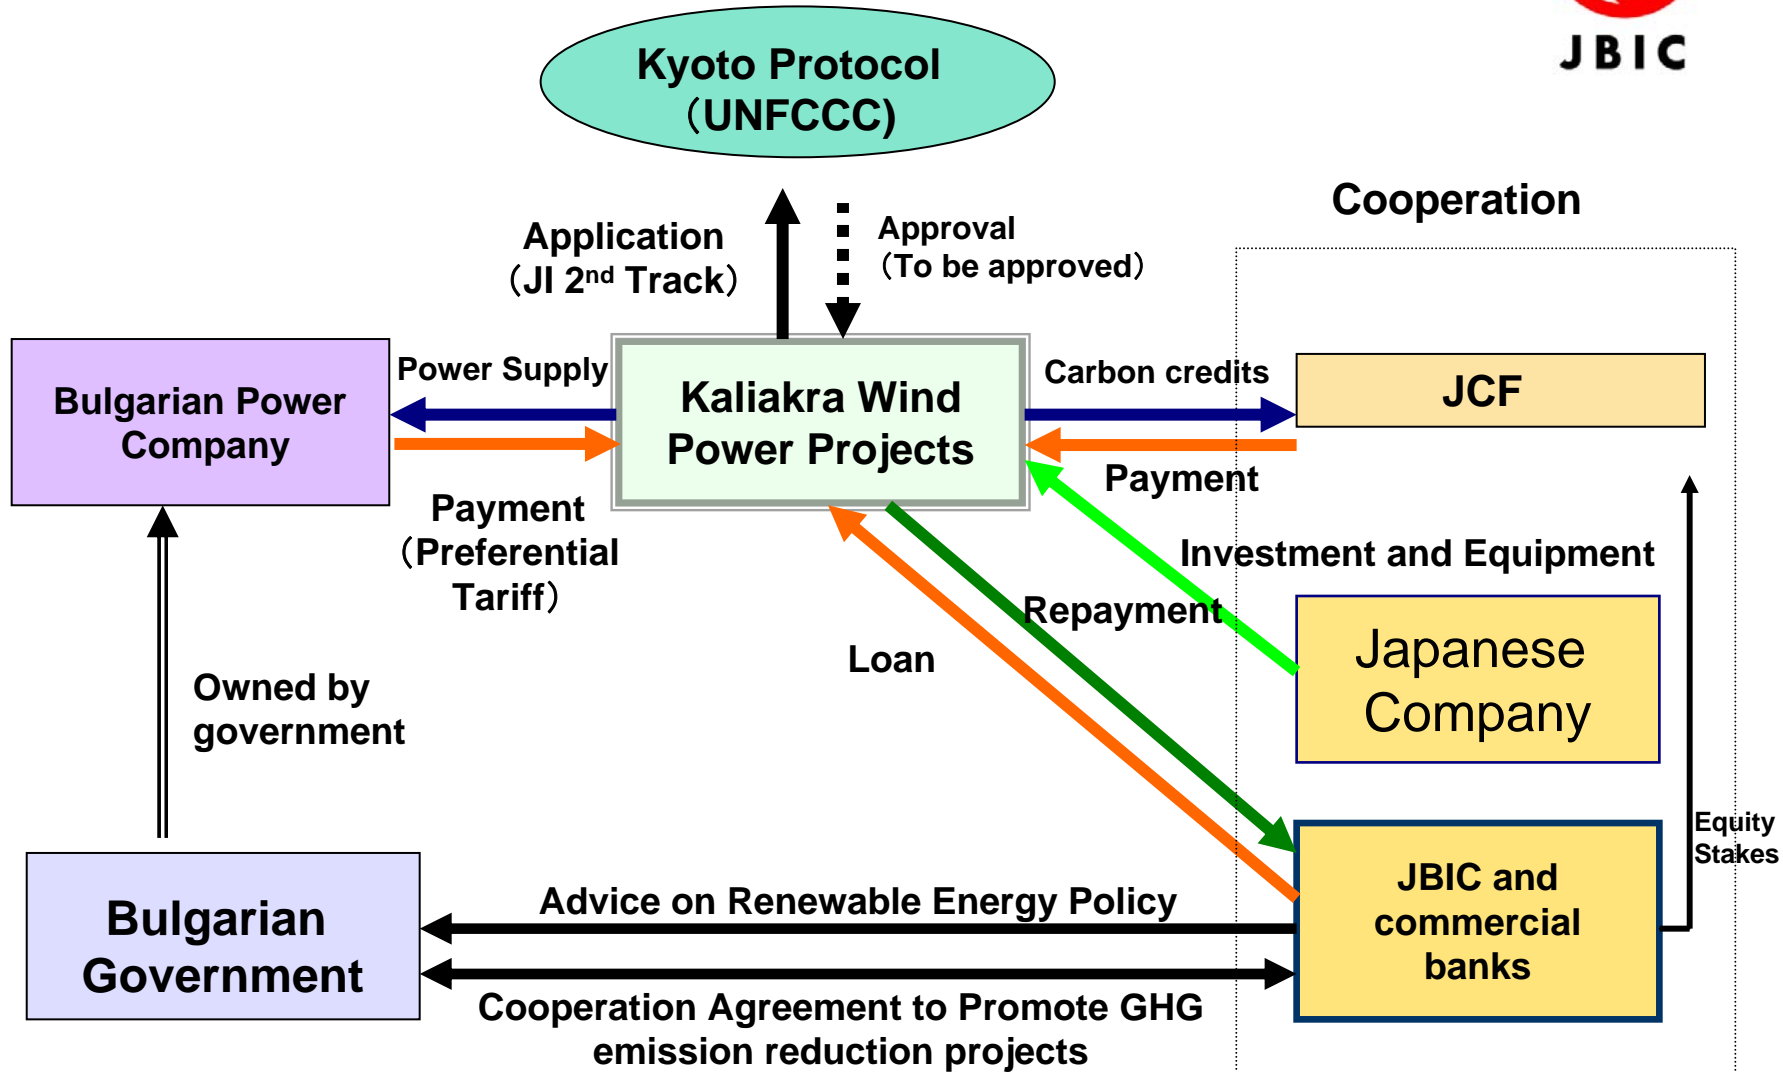 JBIC
Kyoto Protocol
（UNFCCC)
Cooperation
Application
（JI 2nd Track）
Approval
（To be approved）
Bulgarian Power
Company
Power Supply
Kaliakra Wind
Power Projects
Carbon credits
JCF
Payment
（Preferential
Tariff）
Payment
Investment and Equipment
Repayment
Loan
Japanese
Company
Owned by
government
Equity
Stakes
JBIC and
commercial
banks
Bulgarian
Government
Advice on Renewable Energy Policy
Cooperation Agreement to Promote GHG
emission reduction projects